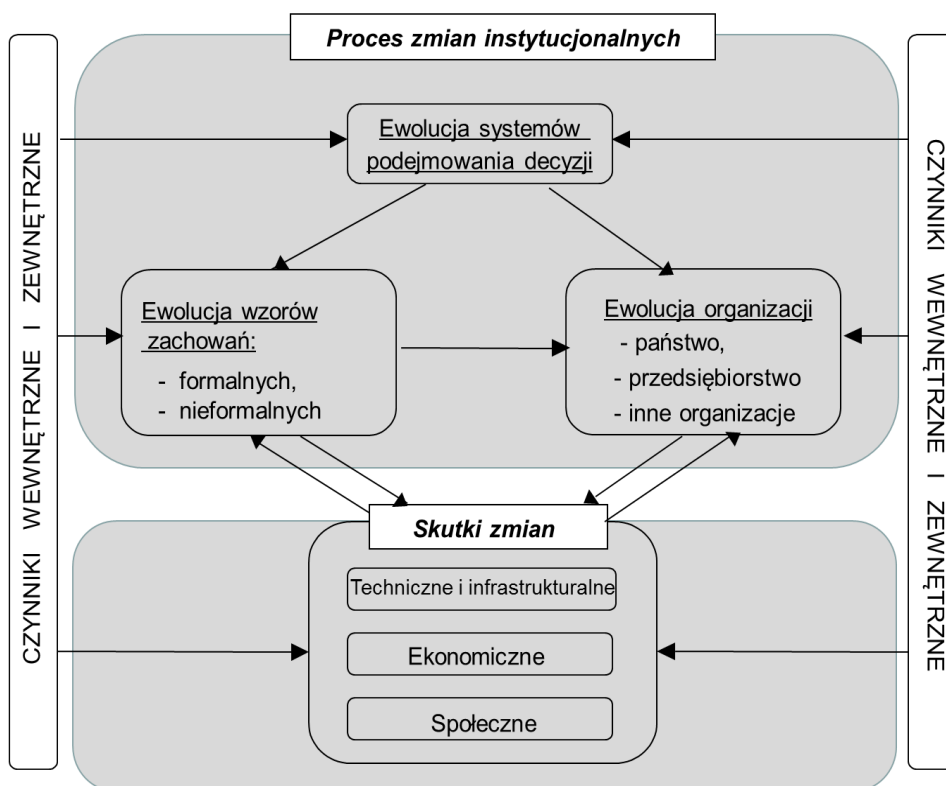 Proces zmian instytucjonalnych
CZYNNIKI WEWNĘTRZNE I ZEWNĘTRZNE
Ewolucja systemów
podejmowania decyzji
Ewolucja wzorów
zachowań:
- formalnych,
- nieformalnych
Ewolucja organizacji
- państwo,
- przedsiębiorstwo
- inne organizacje
Skutki zmian
Techniczne i infrastrukturalne
Ekonomiczne
Społeczne
CZYNNIKI WEWNĘTRZNE I ZEWNĘTRZNE